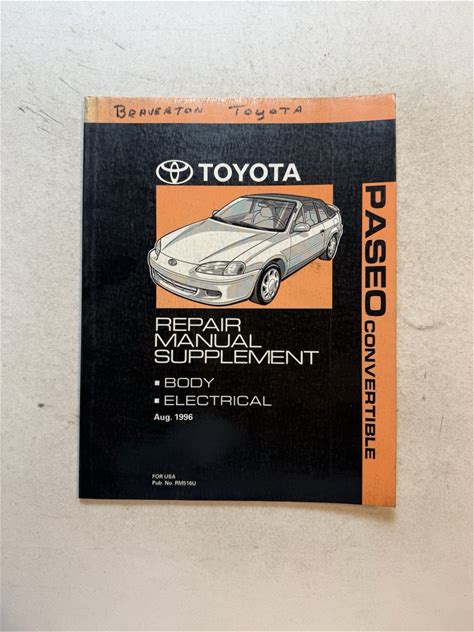 BEAVERTON TOYOTA
TOYOTA
REPAIR
MANUAL
SUPPLEMENT
▪ BODY
▪ ELECTRICAL
Aug. 1996
FOR USA
Pub. No. RM516U
PASEO CONVERTIBLE